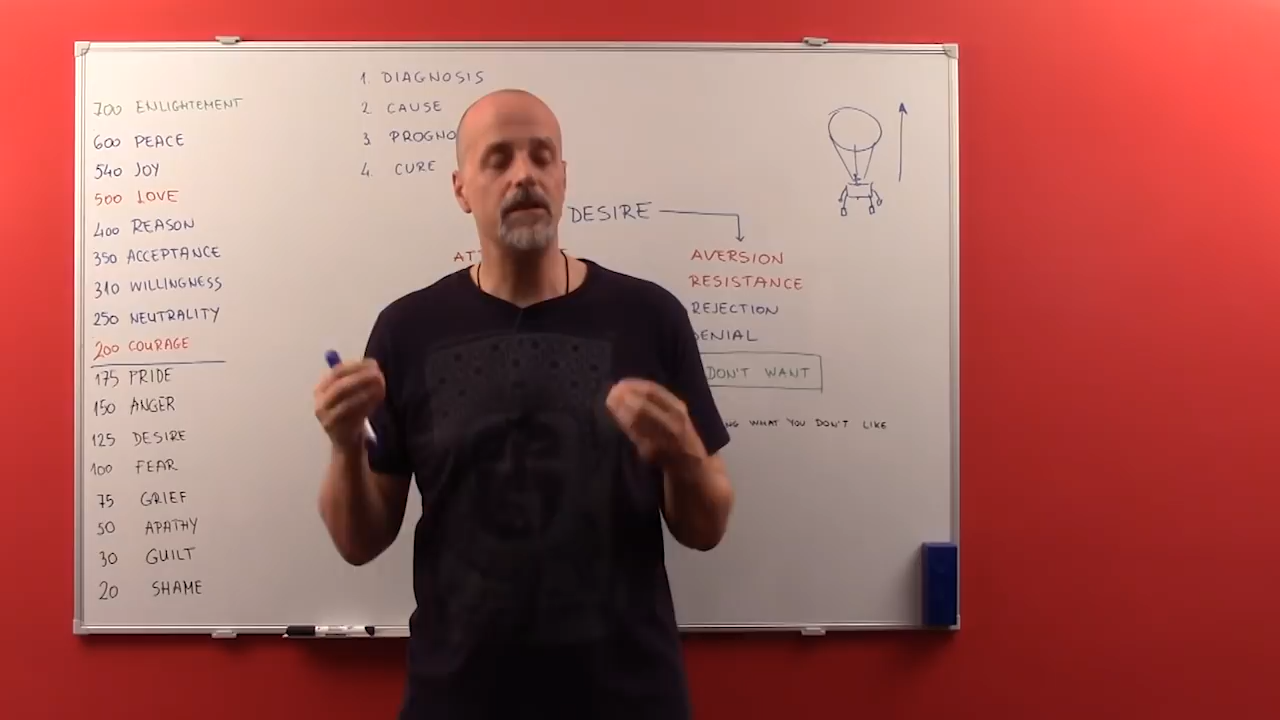 700 ENLIGHTEMENT
600 PEACE
540 JOY
500 LOVE
400 REASON
350 ACCEPTANCE
310 WILLINGNESS
250 NEUTRALITY
200 COURAGE
175 PRIDE
150 ANGER
125 DESIRE
100 FEAR
75 GRIEF
50 APATHY
30 GUILT
20 SHAME
1. DIAGNOSIS
2. CAUSE
3. PROGNO
4. CURE
DESIRE
AVERSION
RESISTANCE
REJECTION
DENIAL
DON'T WANT
WHAT YOU DON'T LIKE